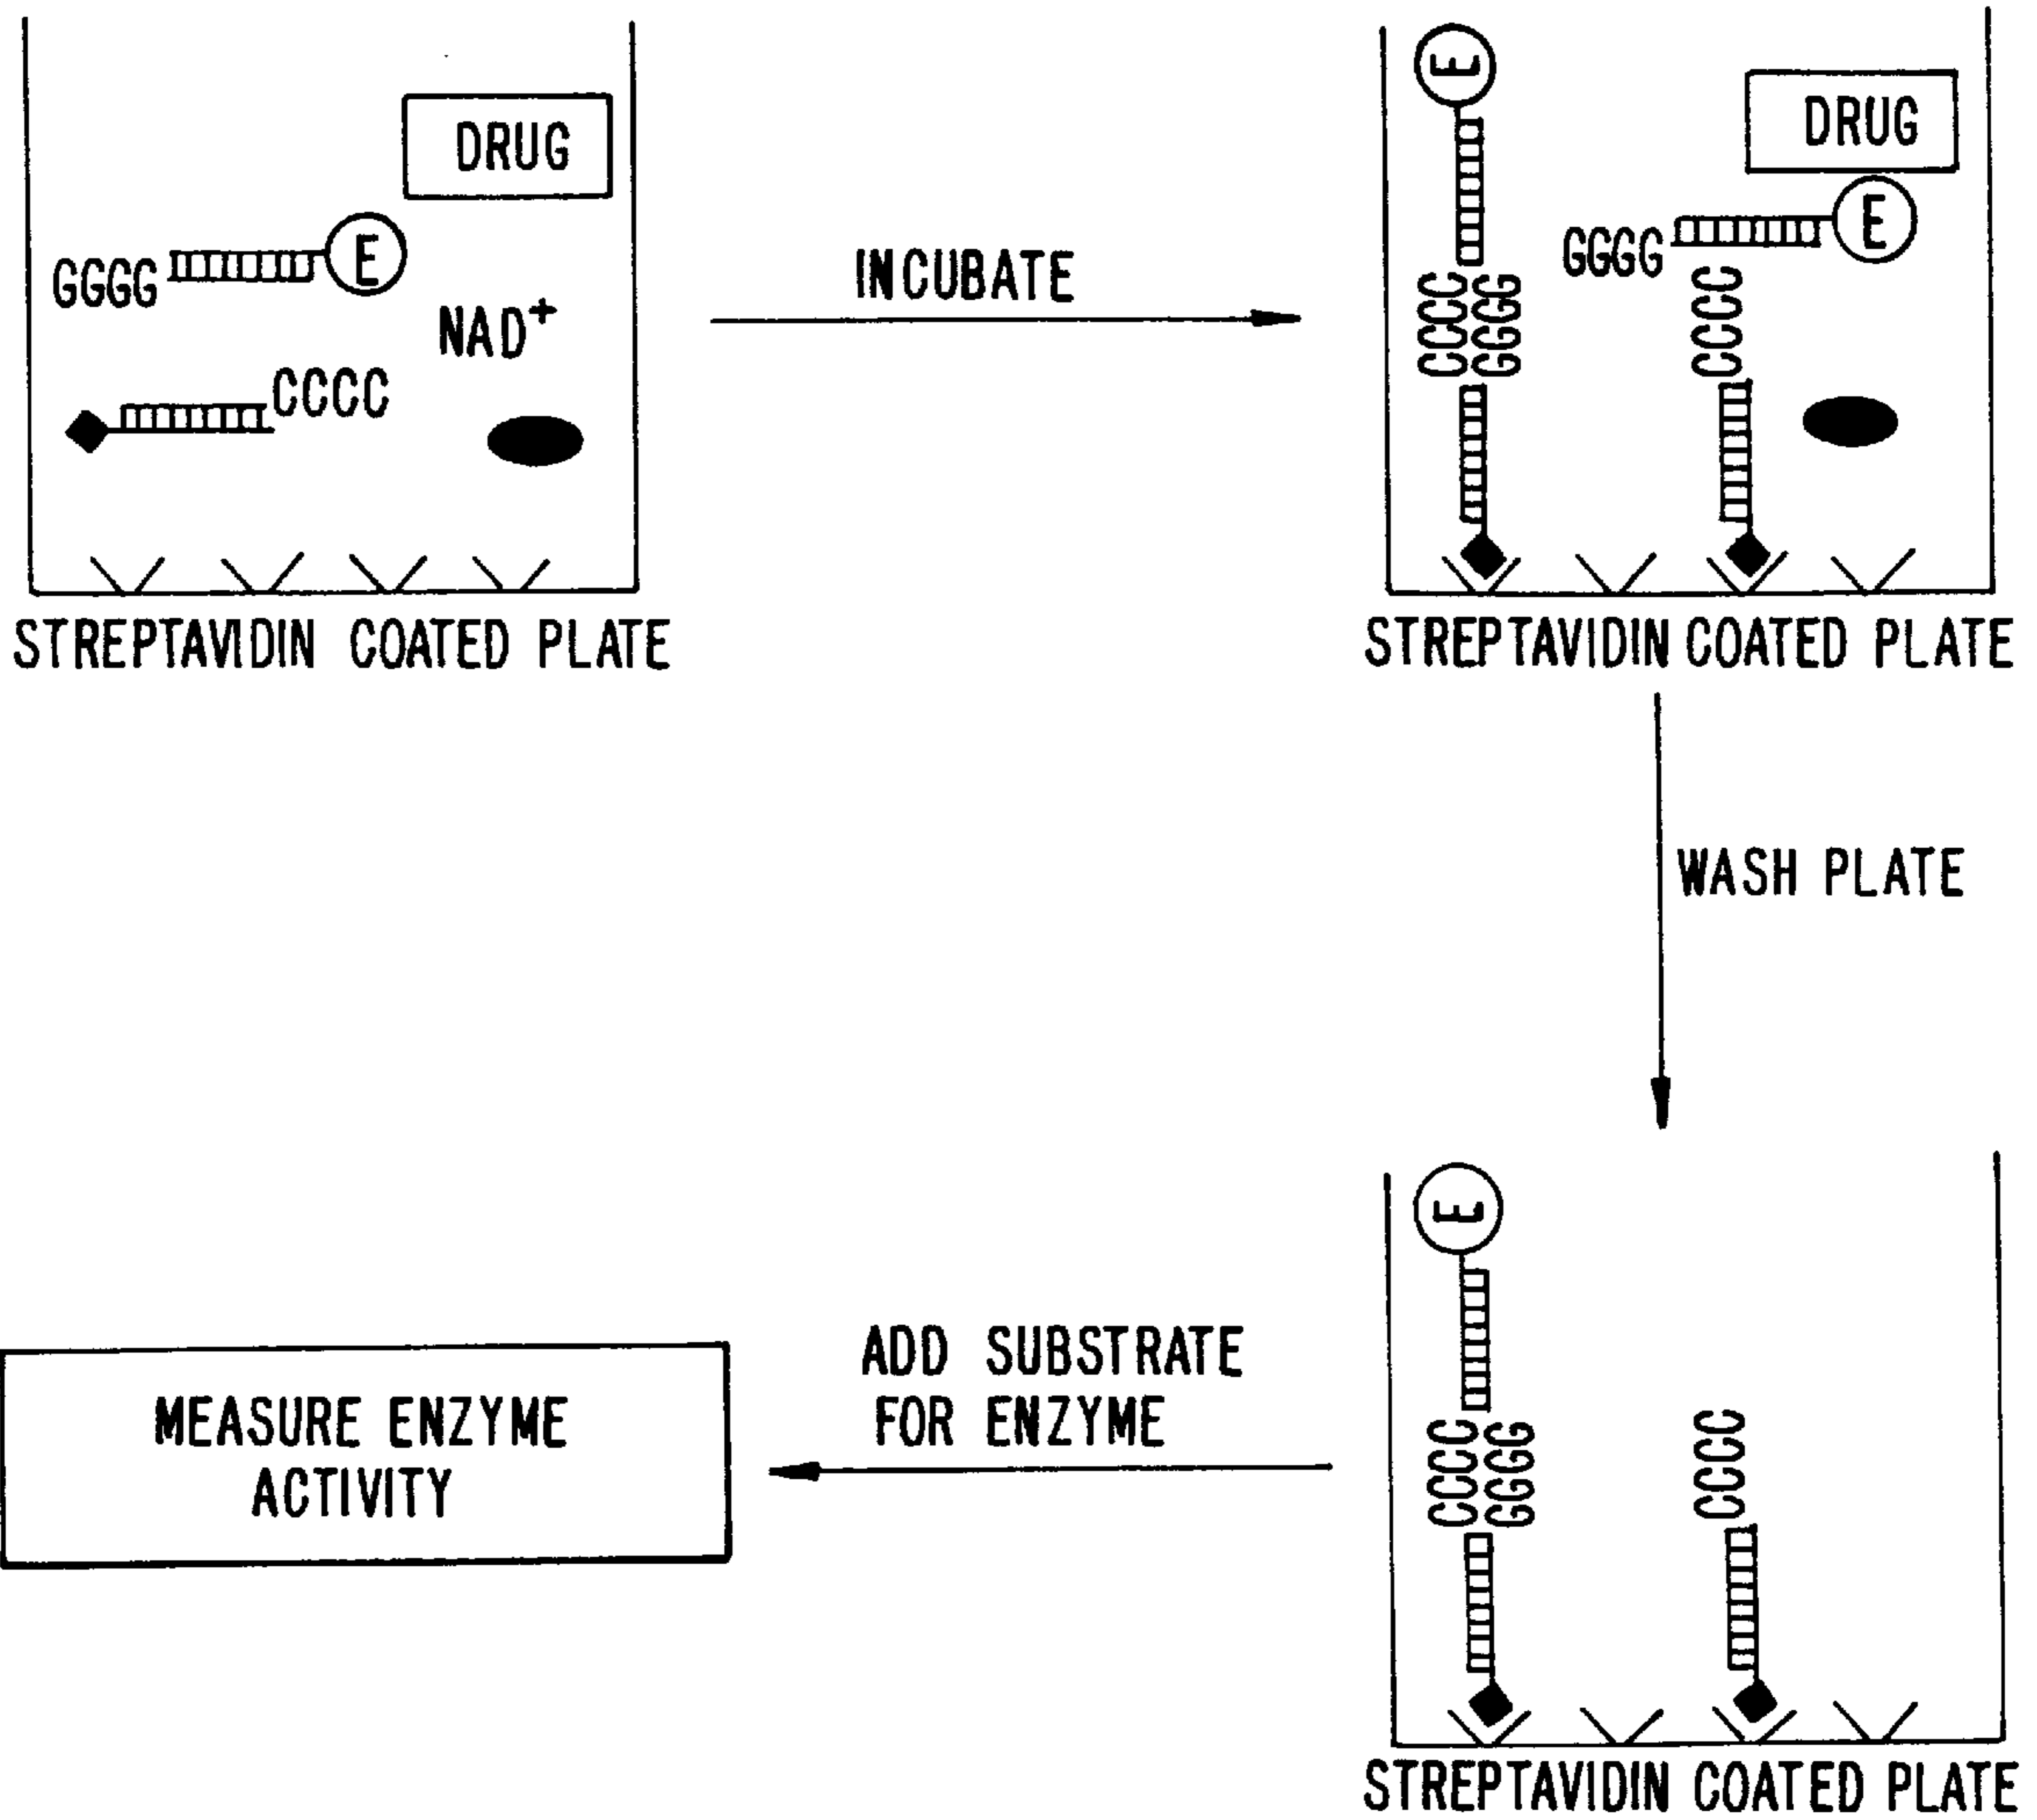 DRUG
GGGG
E
NAD+
CCCC
STREPTAVIDIN COATED PLATE
INCUBATE
E
DRUG
E
GGGG
CCCC
GGGG
CCCC
STREPTAVIDIN COATED PLATE
WASH PLATE
E
CCCC
GGGG
CCCC
STREPTAVIDIN COATED PLATE
ADD SUBSTRATE
FOR ENZYME
MEASURE ENZYME
ACTIVITY